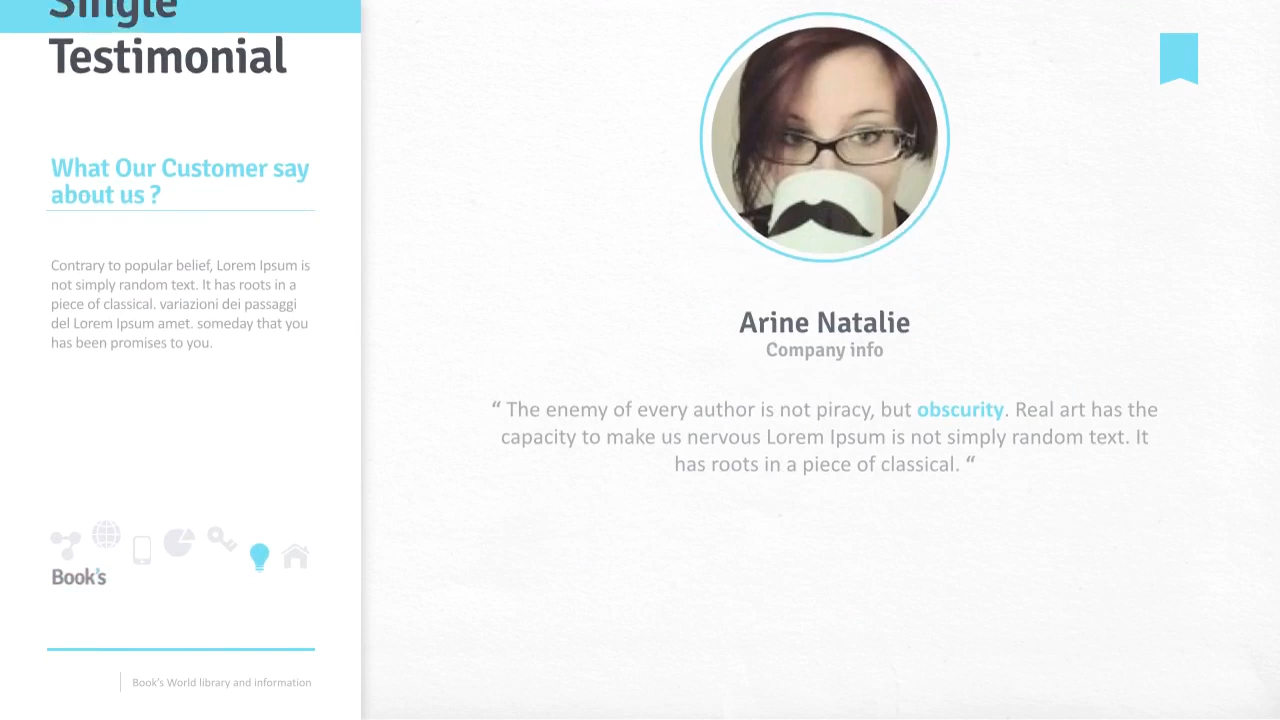 Single
Testimonial
What Our Customer say
about us ?
Contrary to popular belief, Lorem Ipsum is
not simply random text. It has roots in a
piece of classical. variazioni dei passaggi
del Lorem Ipsum amet. someday that you
has been promises to you.
Book's
Book's World library and information
Arine Natalie
Company info
“ The enemy of every author is not piracy, but obscurity. Real art has the
capacity to make us nervous Lorem Ipsum is not simply random text. It
has roots in a piece of classical. “